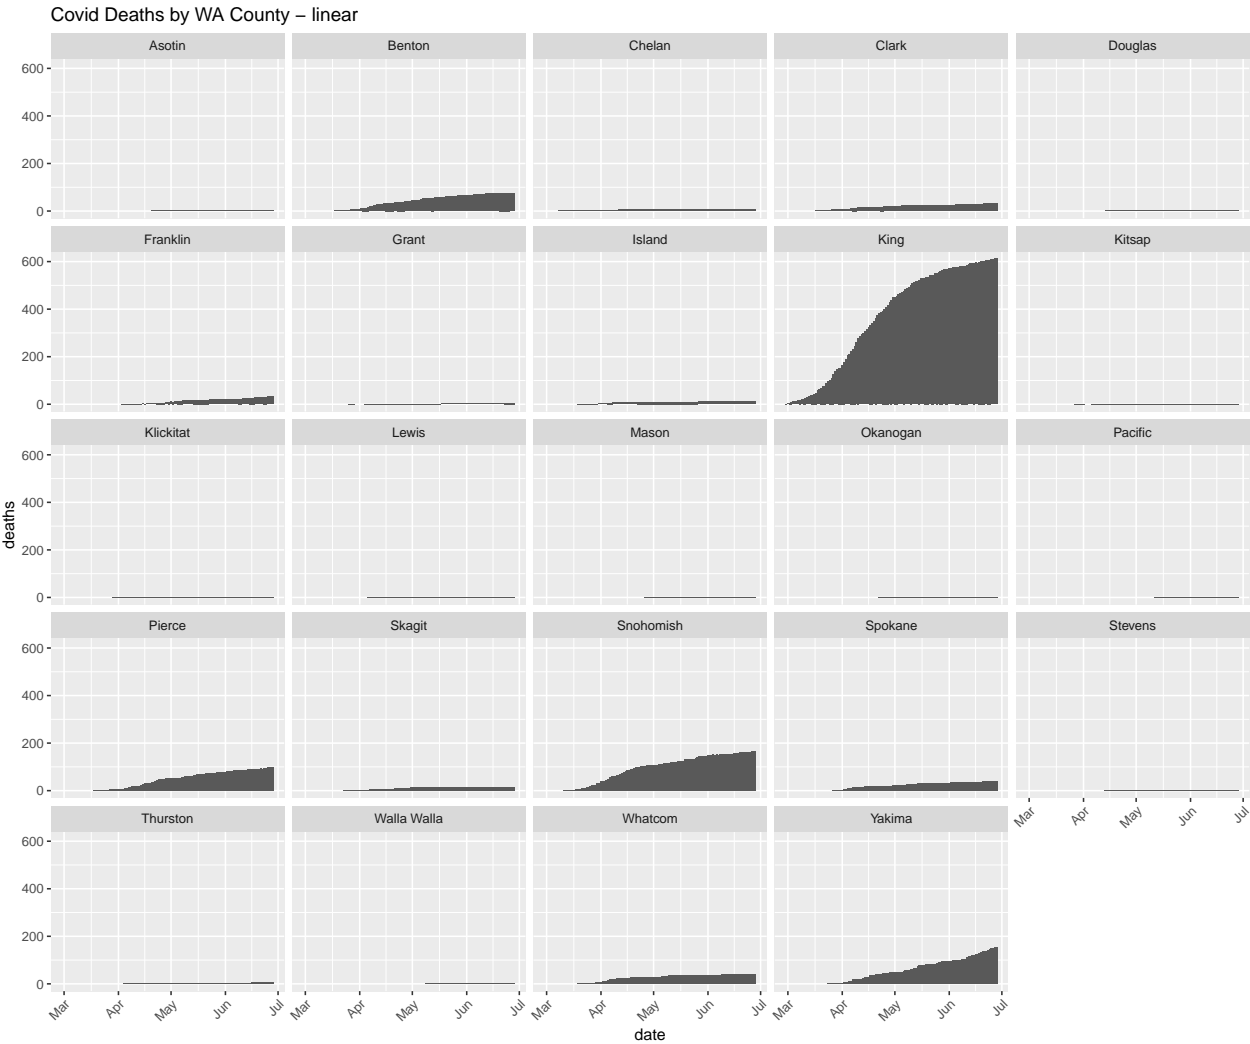 Covid Deaths by WA County – linear
Asotin Benton Chelan Clark Douglas
600
400
200
0
Franklin Grant Island King Kitsap
600
400
200
0
Klickitat Lewis Mason Okanogan Pacific
600
400
200
0
deaths
Pierce Skagit Snohomish Spokane Stevens
600
400
200
0
Mar Apr May Jun Jul
Thurston Walla Walla Whatcom Yakima
600
400
200
0
Mar Apr May Jun Jul Mar Apr May Jun Jul Mar Apr May Jun Jul Mar Apr May Jun Jul
date